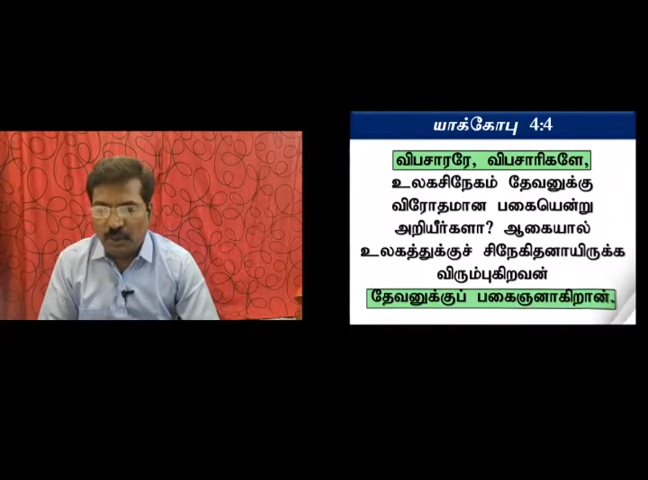 யாக்கோபு 4:4
விபசாரரே, விபசாரிகளே,
உலகசிநேகம் தேவனுக்கு
விரோதமான பகையென்று
அறியீர்களா? ஆகையால்
உலகத்துக்குச் சிநேகிதனாயிருக்க
விரும்புகிறவன்
தேவனுக்குப் பகைஞனாகிறான்.